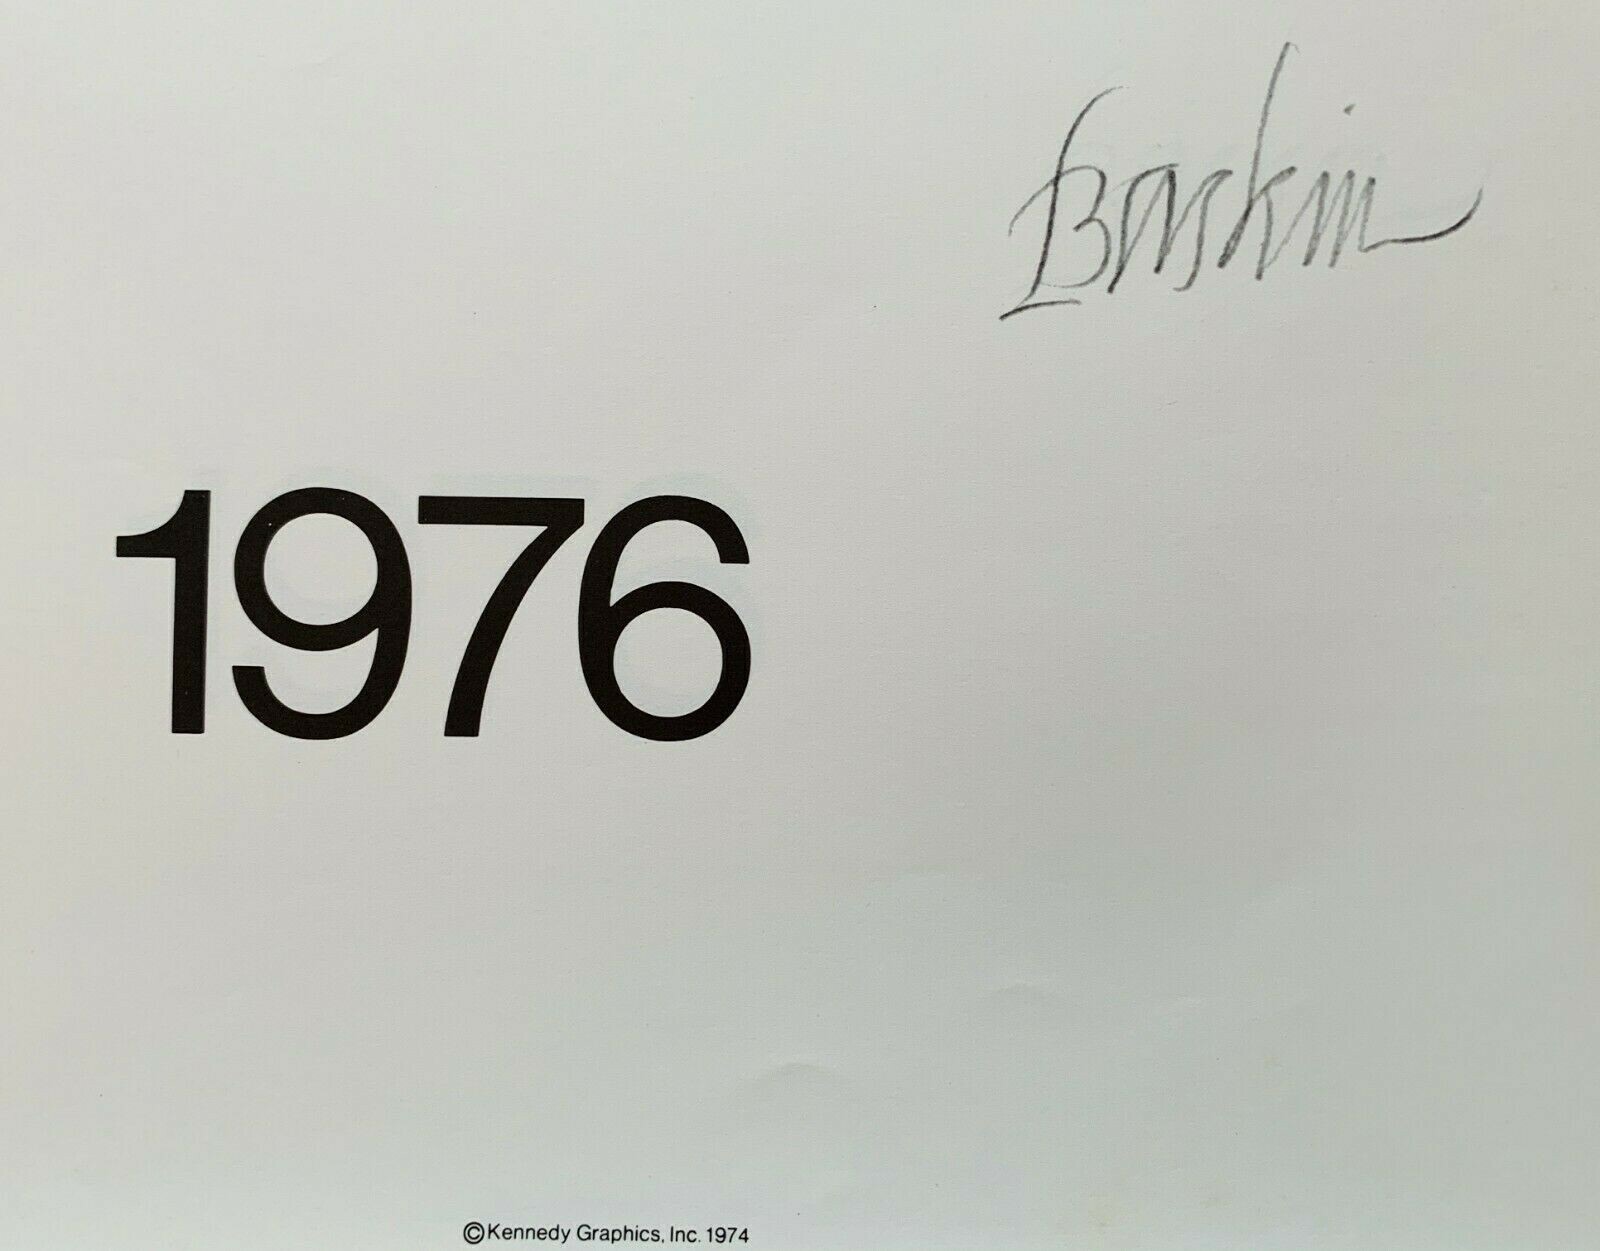 Baskin
1976
©Kennedy Graphics, Inc. 1974